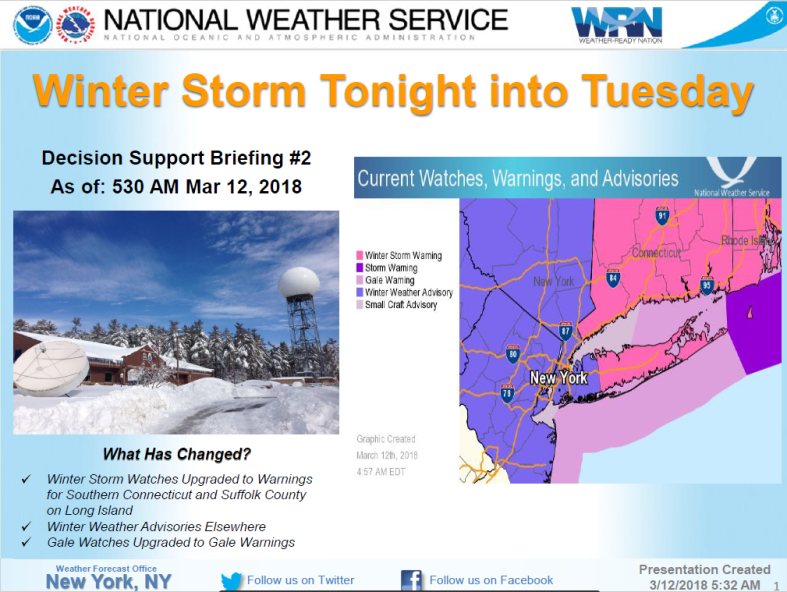 NATIONAL WEATHER SERVICE
NATIONAL OCEANIC AND ATMOSPHERIC ADMINISTRATION
NOAA
WRN
WEATHER-READY NATION
Winter Storm Tonight into Tuesday
Decision Support Briefing #2
As of: 530 AM Mar 12, 2018
Current Watches, Warnings, and Advisories
National Weather Service
Winter Storm Warning
Storm Warning
Gale Warning
Winter Weather Advisory
Small Craft Advisory
91
Rhode Island
Connecticut
New York
84
95
87
80
New York
78
Graphic Created
March 12th, 2018
4:57 AM EDT
What Has Changed?
✓ Winter Storm Watches Upgraded to Warnings
for Southern Connecticut and Suffolk County
on Long Island
✓ Winter Weather Advisories Elsewhere
✓ Gale Watches Upgraded to Gale Warnings
Weather Forecast Office
New York, NY
Follow us on Twitter
Follow us on Facebook
Presentation Created
3/12/2018 5:32 AM
1